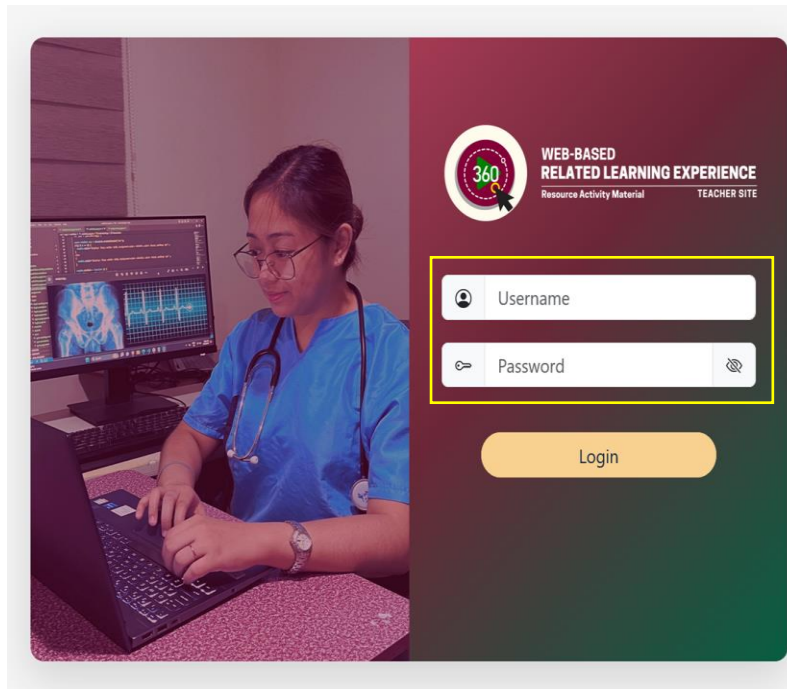 360
WEB-BASED
RELATED LEARNING EXPERIENCE
Resource Activity Material TEACHER SITE
Username
Password
Login